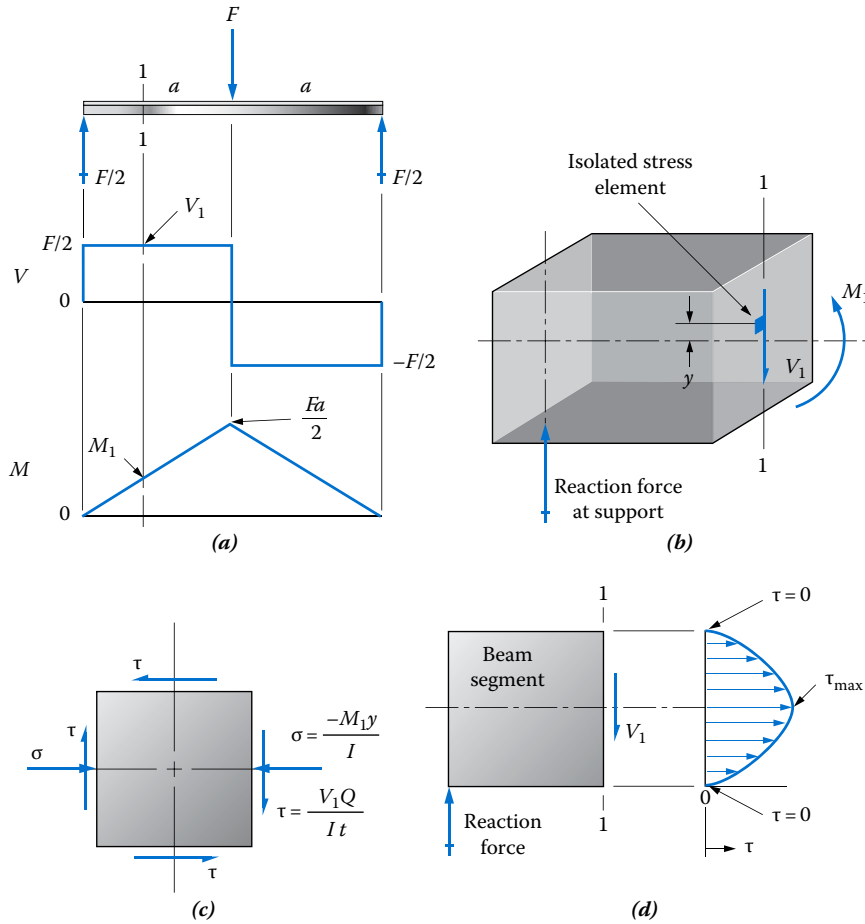 F
1
a
a
1
F/2
F/2
V₁
F/2
V
0
−F/2
Fa
2
M₁
M
0
(a)
Isolated stress
element
1
M₁
y
V₁
1
Reaction force
at support
(b)
τ
τ
σ
σ = −M₁y
I
τ = V₁Q
I t
τ
(c)
1
τ = 0
Beam
segment
τmax
V₁
0
1
τ = 0
Reaction
force
τ
(d)